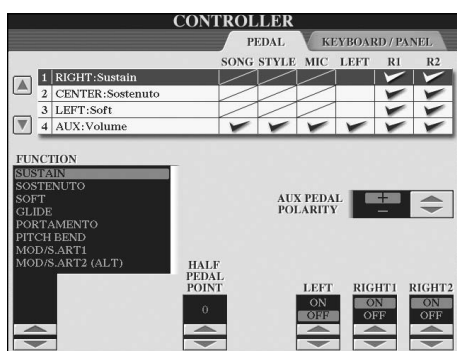 CONTROLLER
PEDAL KEYBOARD / PANEL
SONG STYLE MIC LEFT R1 R2
1 RIGHT:Sustain
2 CENTER:Sostenuto
3 LEFT:Soft
4 AUX:Volume
FUNCTION
SUSTAIN
SOSTENUTO
SOFT
GLIDE
PORTAMENTO
PITCH BEND
MOD/S.ART1
MOD/S.ART2 (ALT)
AUX PEDAL
POLARITY
+
−
HALF
PEDAL
POINT
0
LEFT RIGHT1 RIGHT2
ON ON ON
OFF OFF OFF